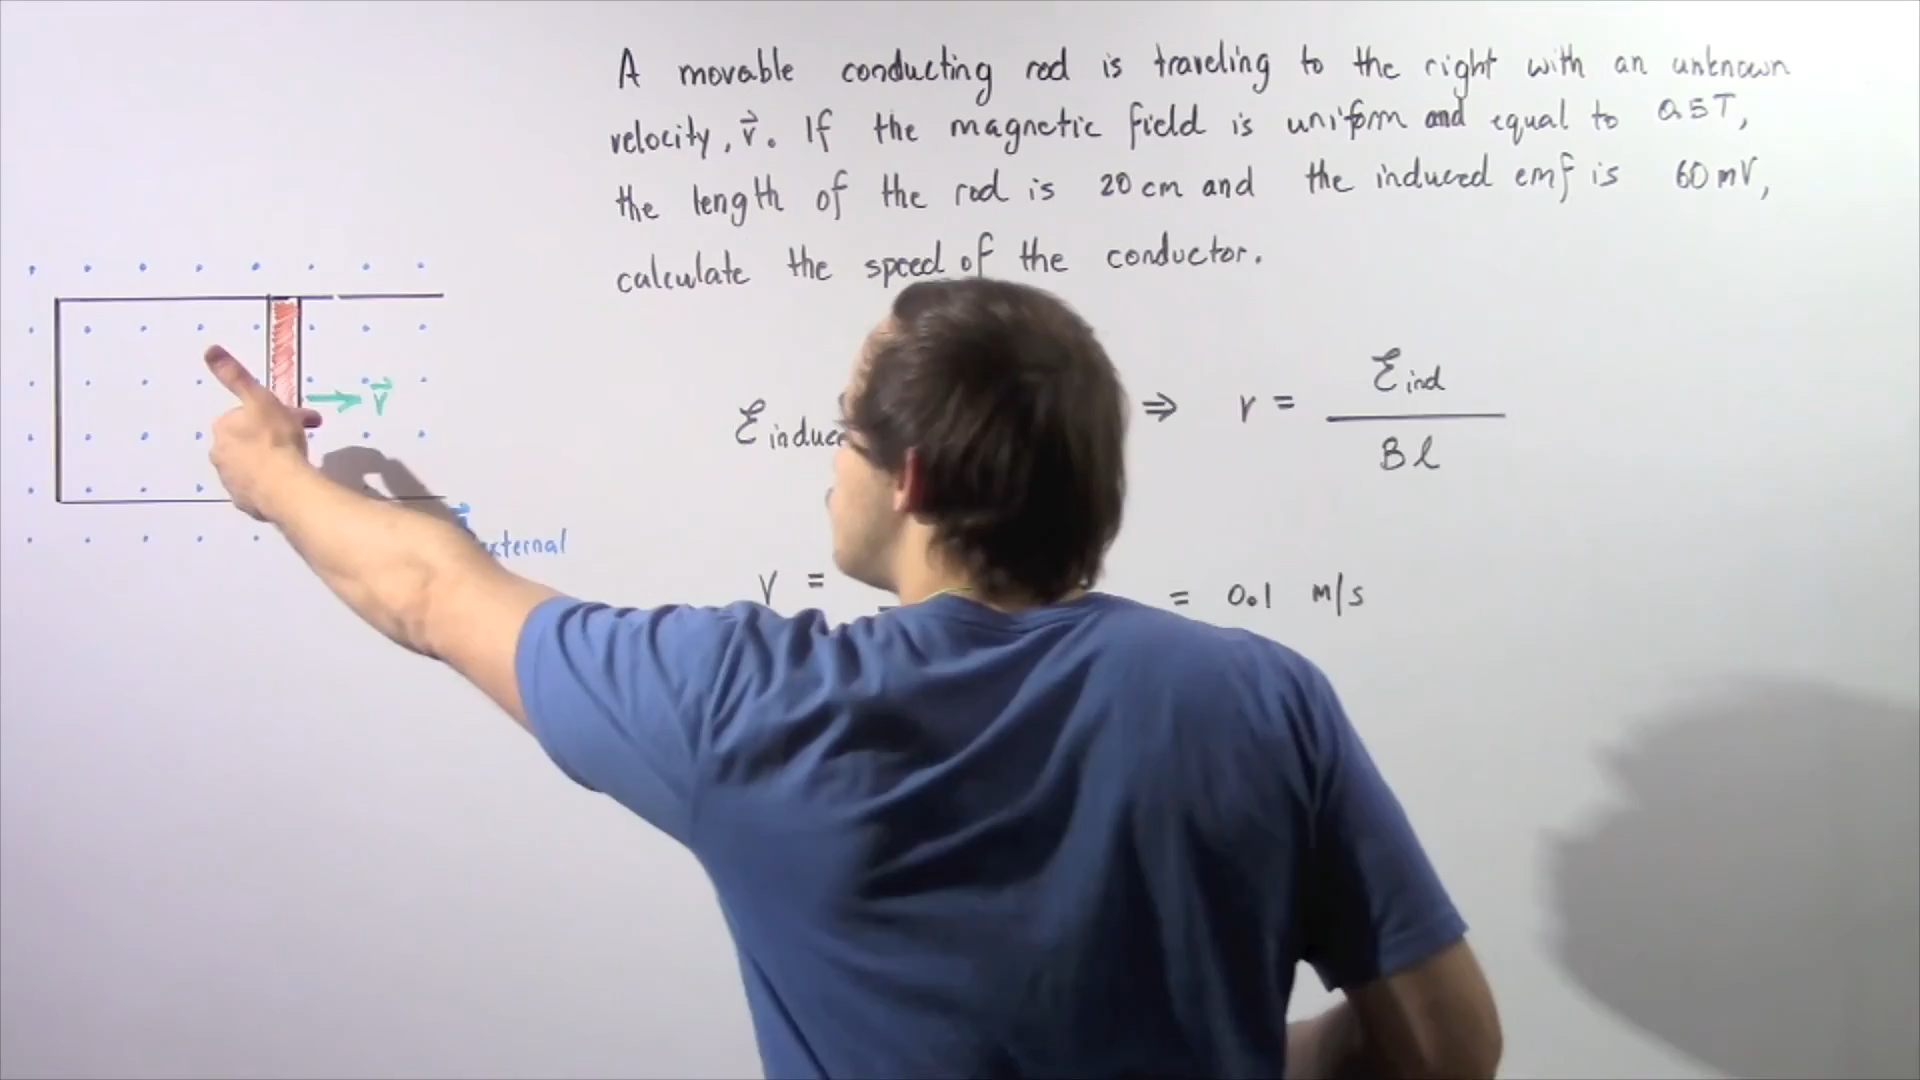 A movable conducting rod is traveling to the right with an unknown
velocity, v⃗. If the magnetic field is uniform and equal to 0.5T,
the length of the rod is 20 cm and the induced emf is 60 mV,
calculate the speed of the conductor.
v⃗
ℰ induce ⇒ v = ℰind / Bℓ
xternal
v = = 0.1 m/s